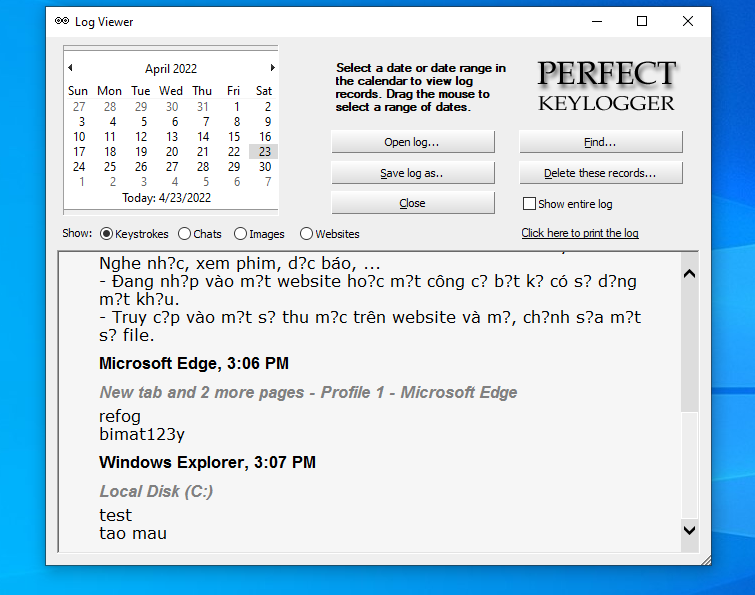 Log Viewer
April 2022
Sun Mon Tue Wed Thu Fri Sat
27 28 29 30 31 1 2
3 4 5 6 7 8 9
10 11 12 13 14 15 16
17 18 19 20 21 22 23
24 25 26 27 28 29 30
1 2 3 4 5 6 7
Today: 4/23/2022
Select a date or date range in
the calendar to view log
records. Drag the mouse to
select a range of dates.
PERFECT
KEYLOGGER
Open log...
Find...
Save log as..
Delete these records...
Close
Show entire log
Show: Keystrokes Chats Images Websites
Click here to print the log
Nghe nh?c, xem phim, d?c báo, ...
- Đang nh?p vào m?t website ho?c m?t công c? b?t k? có s? d?ng
m?t kh?u.
- Truy c?p vào m?t s? thu m?c trên website và m?, ch?nh s?a m?t
s? file.
Microsoft Edge, 3:06 PM
New tab and 2 more pages - Profile 1 - Microsoft Edge
refog
bimat123y
Windows Explorer, 3:07 PM
Local Disk (C:)
test
tao mau